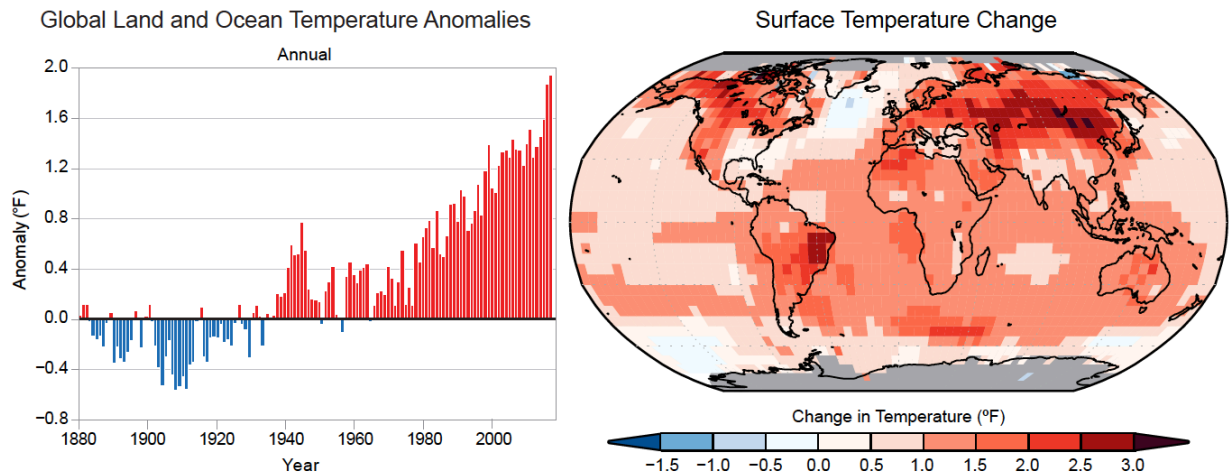 Global Land and Ocean Temperature Anomalies
Annual
2.0
1.6
1.2
0.8
0.4
0.0
−0.4
−0.8
Anomaly (ºF)
1880
1900
1920
1940
1960
1980
2000
Year
Surface Temperature Change
Change in Temperature (ºF)
−1.5 −1.0 −0.5 0.0 0.5 1.0 1.5 2.0 2.5 3.0